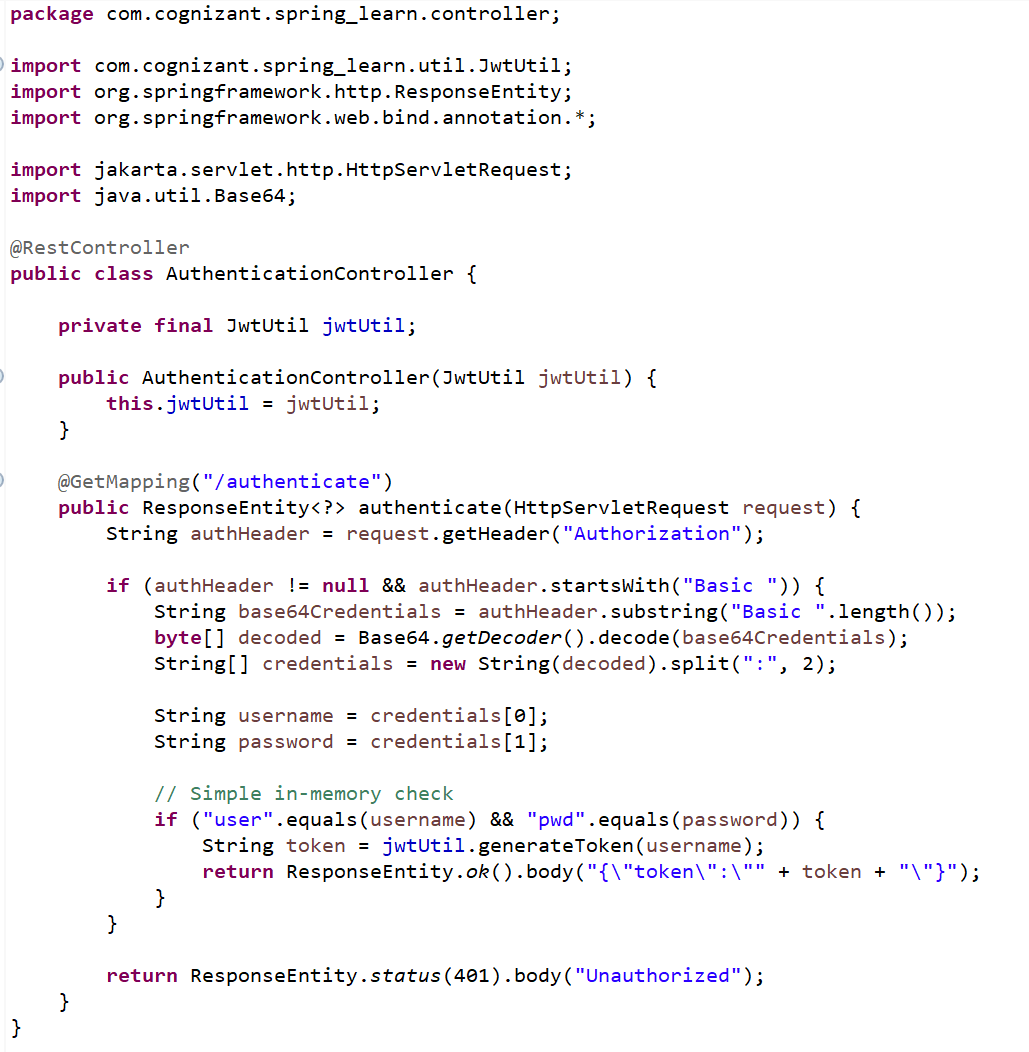 package com.cognizant.spring_learn.controller;
import com.cognizant.spring_learn.util.JwtUtil;
import org.springframework.http.ResponseEntity;
import org.springframework.web.bind.annotation.*;
import jakarta.servlet.http.HttpServletRequest;
import java.util.Base64;
@RestController
public class AuthenticationController {
    private final JwtUtil jwtUtil;
    public AuthenticationController(JwtUtil jwtUtil) {
        this.jwtUtil = jwtUtil;
    }
    @GetMapping("/authenticate")
    public ResponseEntity<?> authenticate(HttpServletRequest request) {
        String authHeader = request.getHeader("Authorization");
        if (authHeader != null && authHeader.startsWith("Basic ")) {
            String base64Credentials = authHeader.substring("Basic ".length());
            byte[] decoded = Base64.getDecoder().decode(base64Credentials);
            String[] credentials = new String(decoded).split(":", 2);
            String username = credentials[0];
            String password = credentials[1];
            // Simple in-memory check
            if ("user".equals(username) && "pwd".equals(password)) {
                String token = jwtUtil.generateToken(username);
                return ResponseEntity.ok().body("{\"token\":\"" + token + "\"}");
            }
        }
        return ResponseEntity.status(401).body("Unauthorized");
    }
}